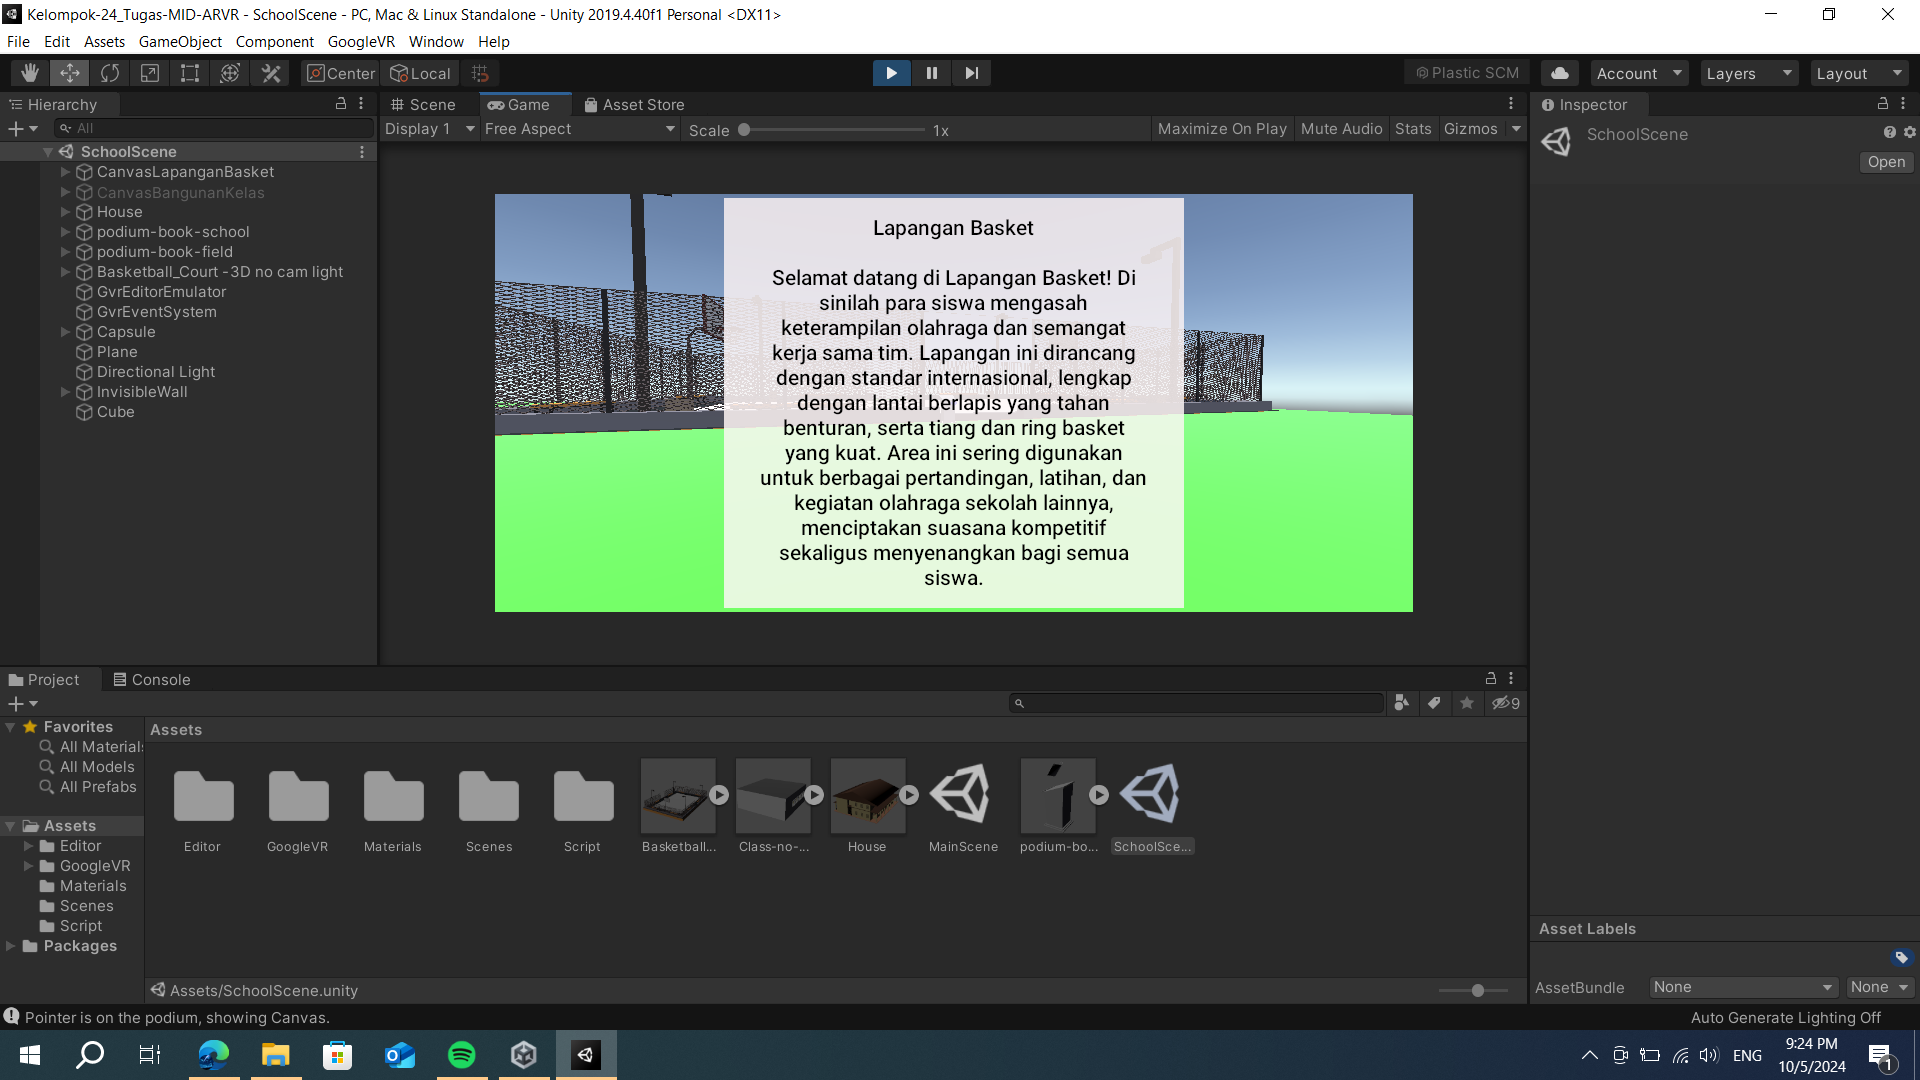 Kelompok-24_Tugas-MID-ARVR - SchoolScene - PC, Mac & Linux Standalone - Unity 2019.4.40f1 Personal <DX11>
File Edit Assets GameObject Component GoogleVR Window Help
Center Local Plastic SCM Account Layers Layout
Hierarchy
All
SchoolScene
CanvasLapanganBasket
CanvasBangunanKelas
House
podium-book-school
podium-book-field
Basketball_Court -3D no cam light
GvrEditorEmulator
GvrEventSystem
Capsule
Plane
Directional Light
InvisibleWall
Cube
Scene Game Asset Store
Display 1 Free Aspect Scale 1x Maximize On Play Mute Audio Stats Gizmos
Lapangan Basket
Selamat datang di Lapangan Basket! Di
sinilah para siswa mengasah
keterampilan olahraga dan semangat
kerja sama tim. Lapangan ini dirancang
dengan standar internasional, lengkap
dengan lantai berlapis yang tahan
benturan, serta tiang dan ring basket
yang kuat. Area ini sering digunakan
untuk berbagai pertandingan, latihan, dan
kegiatan olahraga sekolah lainnya,
menciptakan suasana kompetitif
sekaligus menyenangkan bagi semua
siswa.
Inspector
SchoolScene
Open
Project Console
9
Favorites
All Materials
All Models
All Prefabs
Assets
Editor
GoogleVR
Materials
Scenes
Script
Packages
Assets
Editor GoogleVR Materials Scenes Script Basketball... Class-no-... House MainScene podium-bo... SchoolSce...
Assets/SchoolScene.unity
Asset Labels
AssetBundle None None
Pointer is on the podium, showing Canvas.
Auto Generate Lighting Off
ENG
9:24 PM
10/5/2024
1